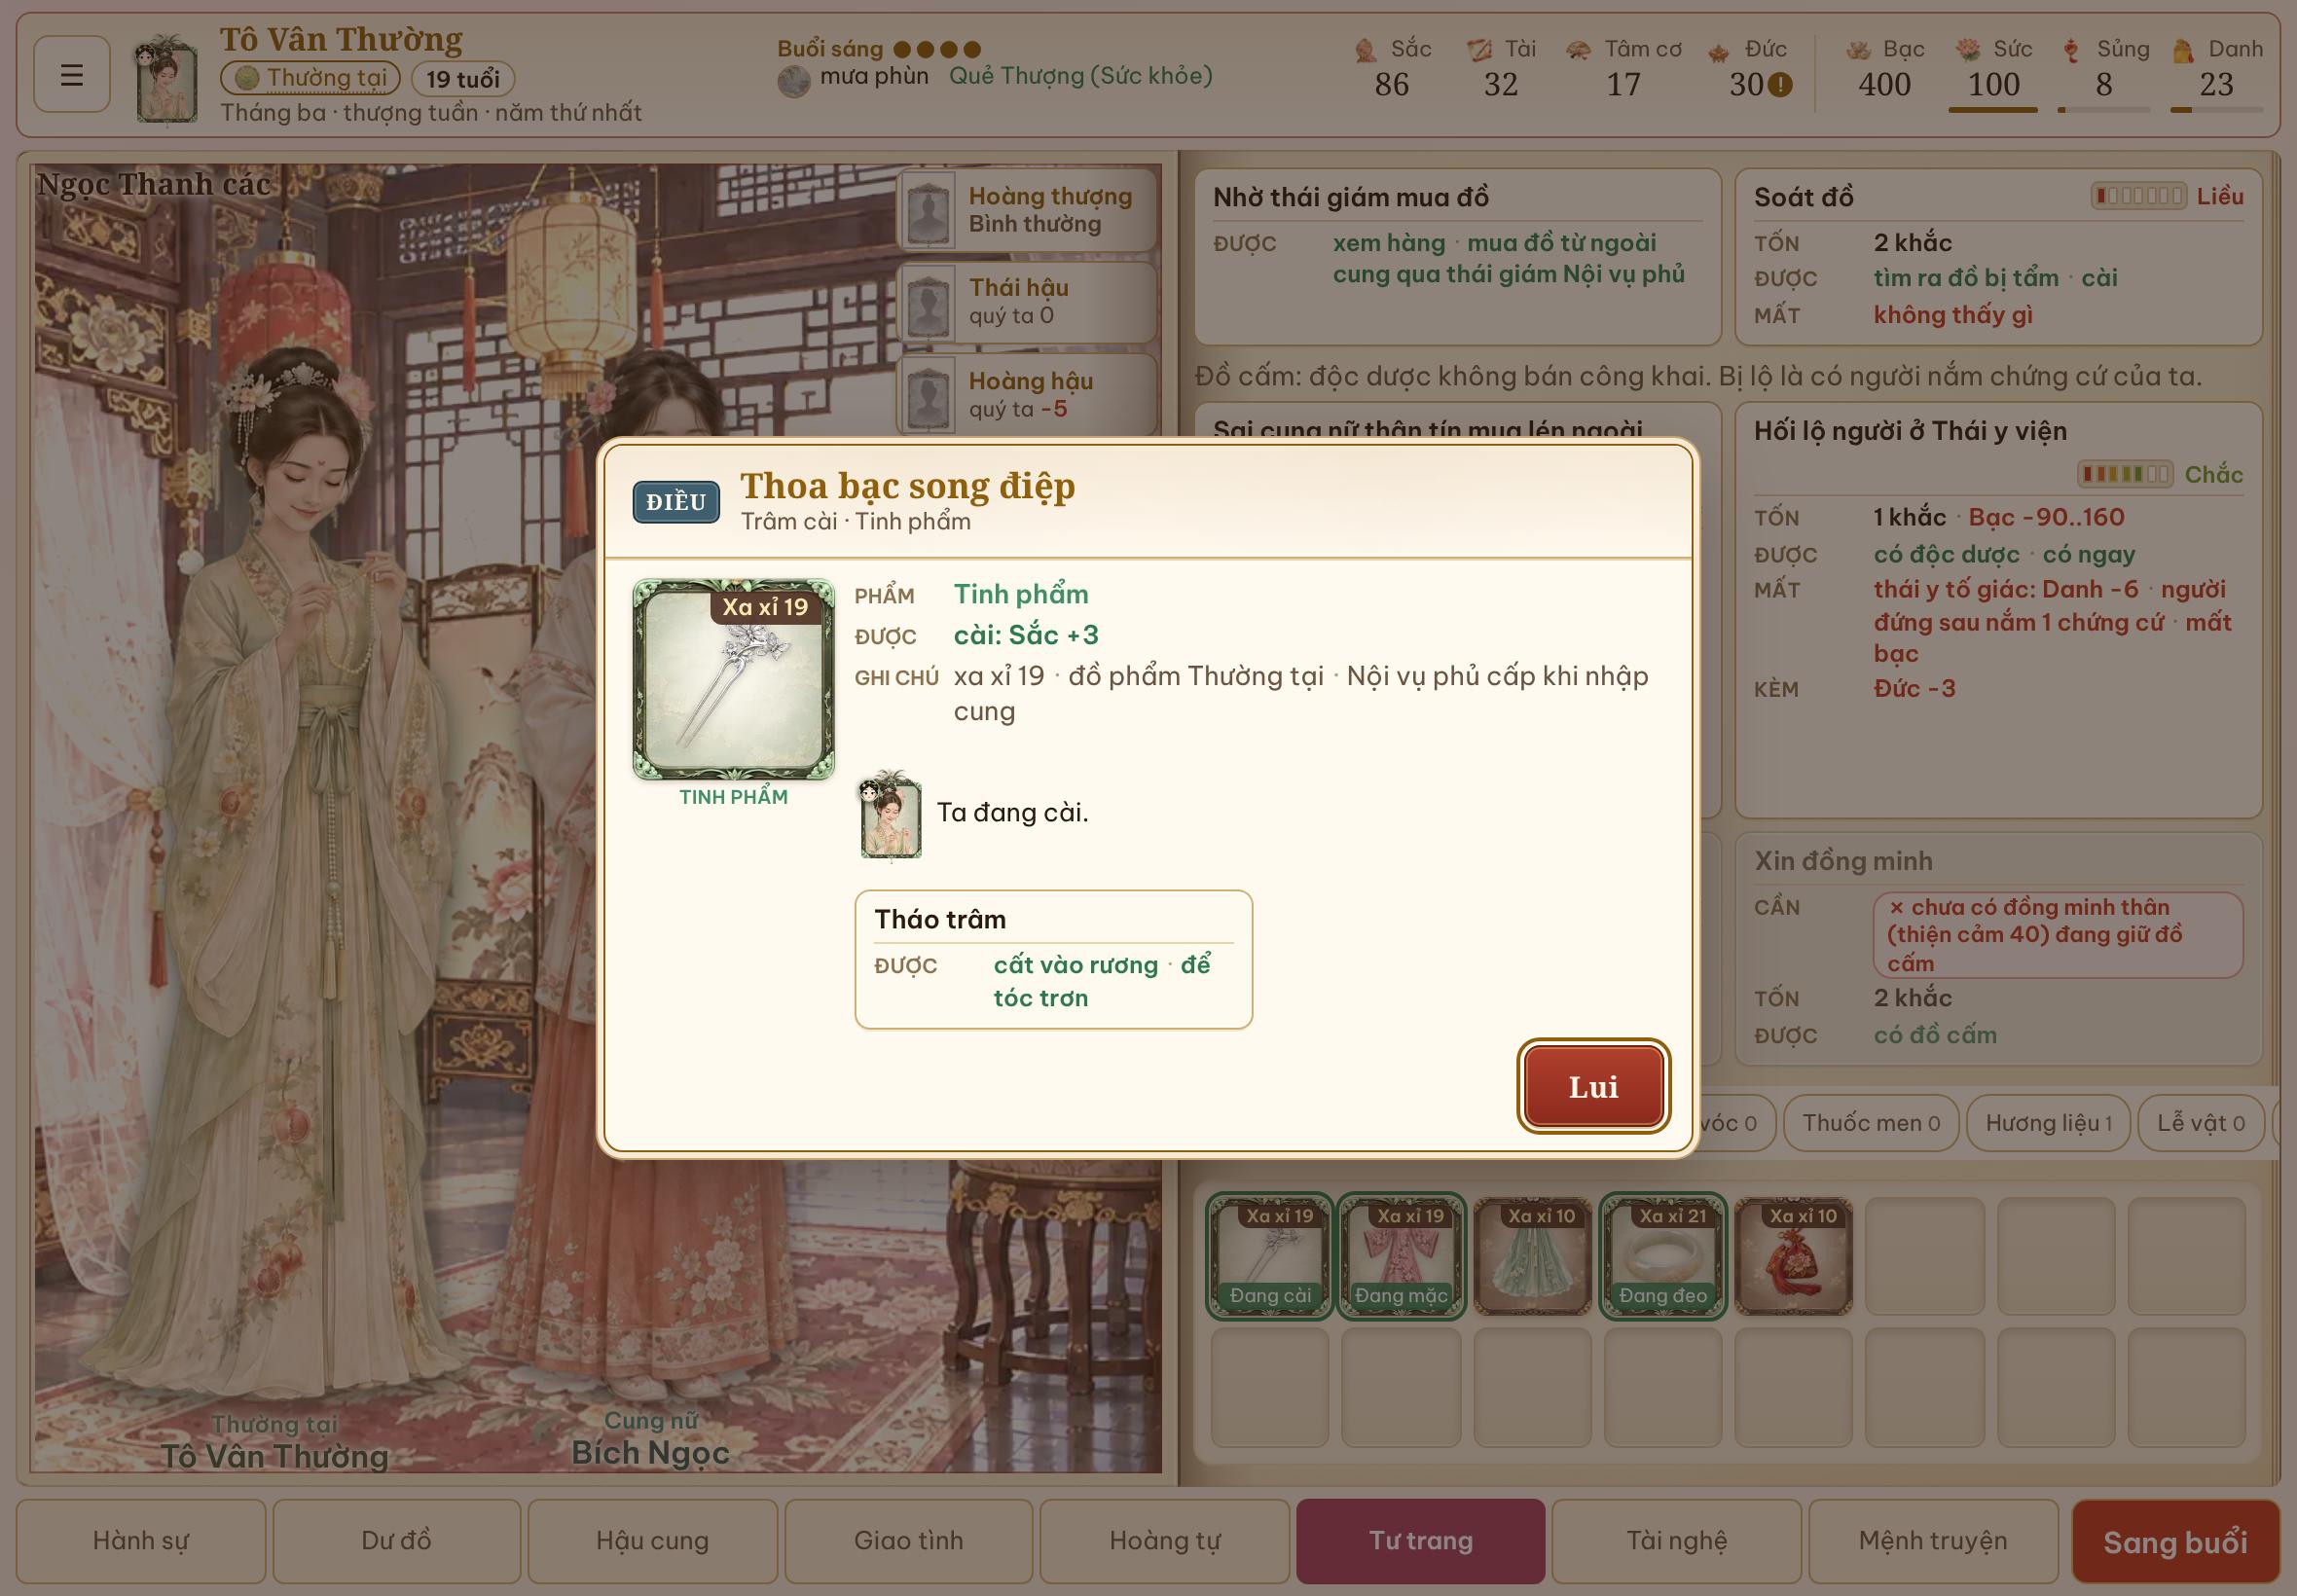 Tô Vân Thường
Thường tại
19 tuổi
Tháng ba · thượng tuần · năm thứ nhất
Buổi sáng
mưa phùn Quẻ Thượng (Sức khỏe)
Sắc
86
Tài
32
Tâm cơ
17
Đức
30 !
Bạc
400
Sức
100
Sủng
8
Danh
23
Ngọc Thanh các
Hoàng thượng
Bình thường
Thái hậu
quý ta 0
Hoàng hậu
quý ta -5
Thường tại
Tô Vân Thường
Cung nữ
Bích Ngọc
Nhờ thái giám mua đồ
ĐƯỢC xem hàng · mua đồ từ ngoài
cung qua thái giám Nội vụ phủ
Soát đồ Liều
TỐN 2 khắc
ĐƯỢC tìm ra đồ bị tẩm · cài
MẤT không thấy gì
Đồ cấm: độc dược không bán công khai. Bị lộ là có người nắm chứng cứ của ta.
Sai cung nữ thân tín mua lén ngoài
Hối lộ người ở Thái y viện
Chắc
TỐN 1 khắc · Bạc -90..160
ĐƯỢC có độc dược · có ngay
MẤT thái y tố giác: Danh -6 · người
đứng sau nắm 1 chứng cứ · mất
bạc
KÈM Đức -3
Xin đồng minh
CẦN × chưa có đồng minh thân
(thiện cảm 40) đang giữ đồ
cấm
TỐN 2 khắc
ĐƯỢC có đồ cấm
ĐIỀU
Thoa bạc song điệp
Trâm cài · Tinh phẩm
Xa xỉ 19
TINH PHẨM
PHẨM Tinh phẩm
ĐƯỢC cài: Sắc +3
GHI CHÚ xa xỉ 19 · đồ phẩm Thường tại · Nội vụ phủ cấp khi nhập
cung
Ta đang cài.
Tháo trâm
ĐƯỢC cất vào rương · để
tóc trơn
Lui
vóc 0
Thuốc men 0
Hương liệu 1
Lễ vật 0
Xa xỉ 19
Đang cài
Xa xỉ 19
Đang mặc
Xa xỉ 10
Xa xỉ 21
Đang đeo
Xa xỉ 10
Hành sự
Dư đồ
Hậu cung
Giao tình
Hoàng tự
Tư trang
Tài nghệ
Mệnh truyện
Sang buổi